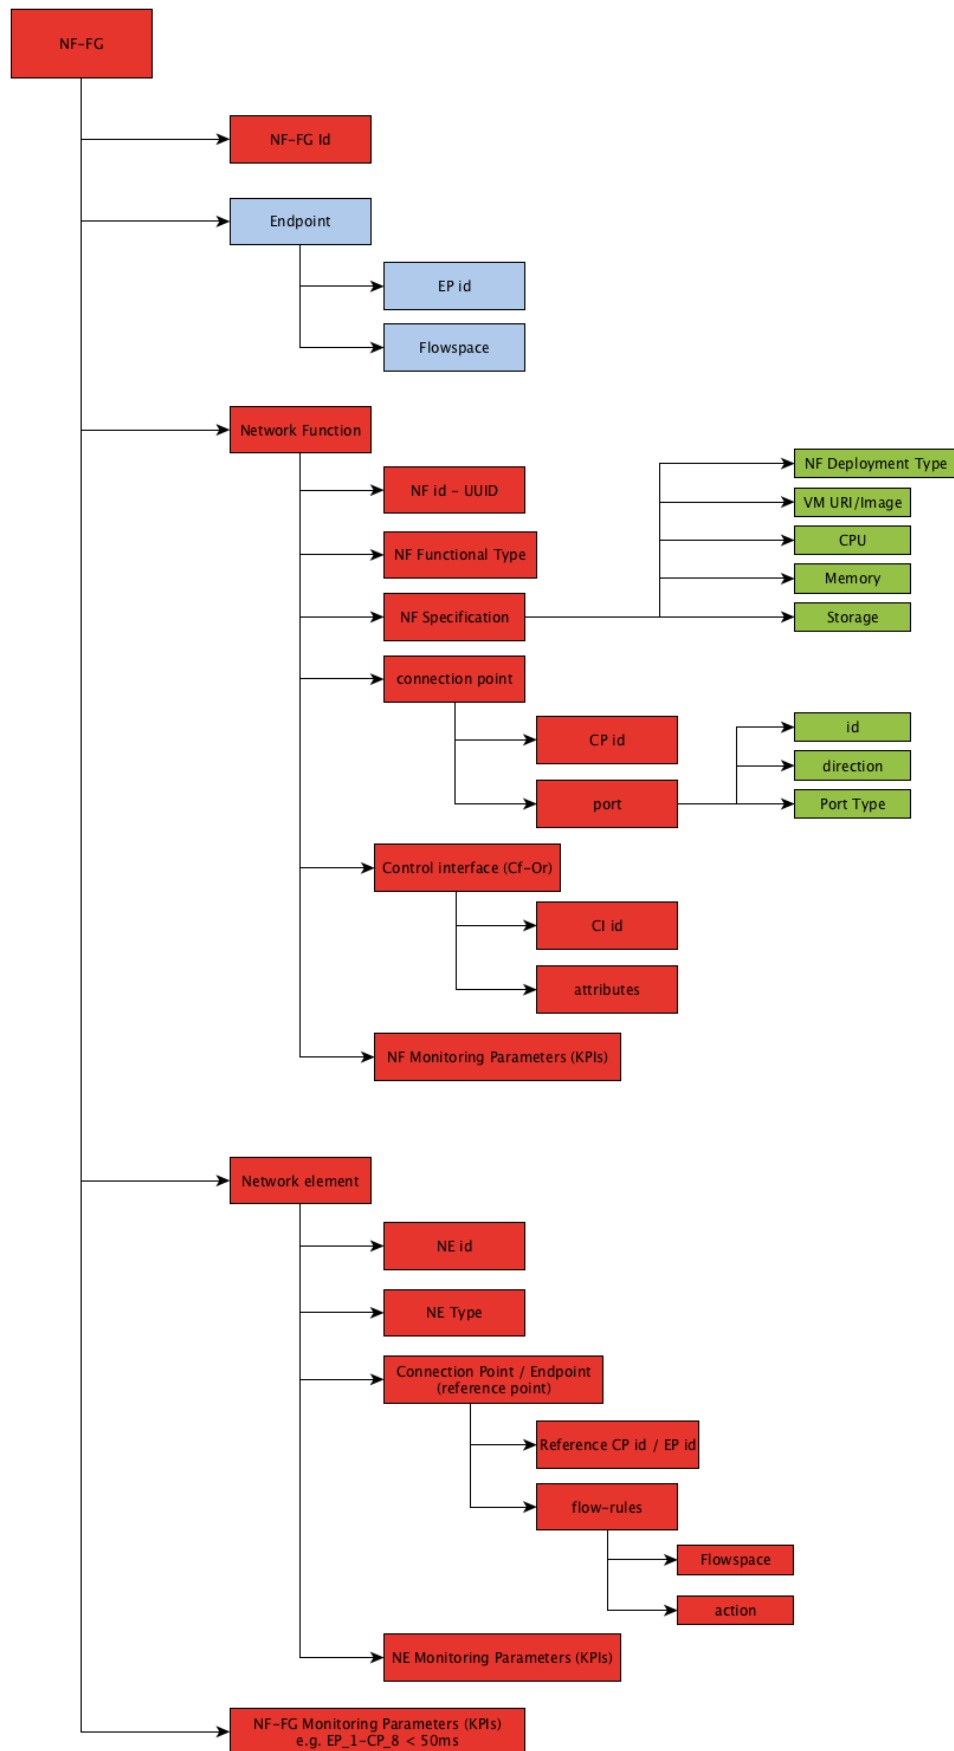 NF-FG
NF-FG Id
Endpoint
EP id
Flowspace
Network Function
NF id - UUID
NF Functional Type
NF Specification
NF Deployment Type
VM URI/Image
CPU
Memory
Storage
connection point
CP id
port
id
direction
Port Type
Control interface (Cf-Or)
CI id
attributes
NF Monitoring Parameters (KPIs)
Network element
NE id
NE Type
Connection Point / Endpoint
(reference point)
Reference CP id / EP id
flow-rules
Flowspace
action
NE Monitoring Parameters (KPIs)
NF-FG Monitoring Parameters (KPIs)
e.g. EP_1-CP_8 < 50ms